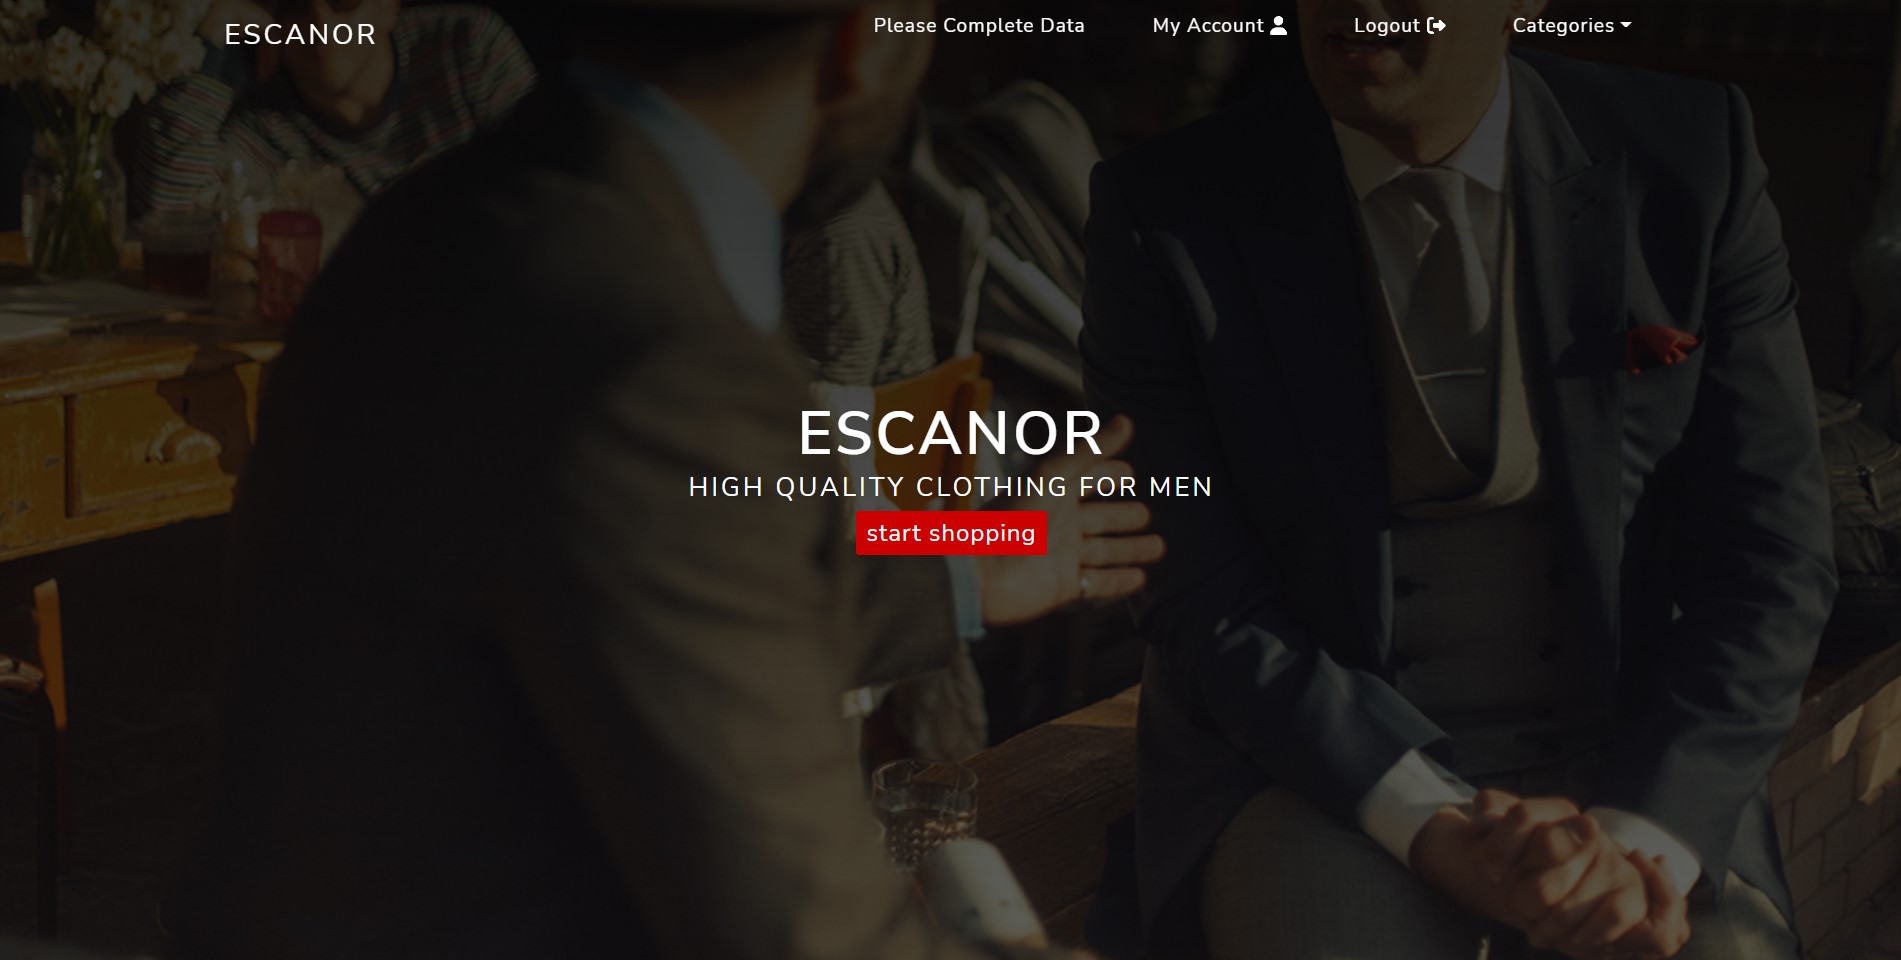 ESCANOR
Please Complete Data
My Account
Logout
Categories
ESCANOR
HIGH QUALITY CLOTHING FOR MEN
start shopping